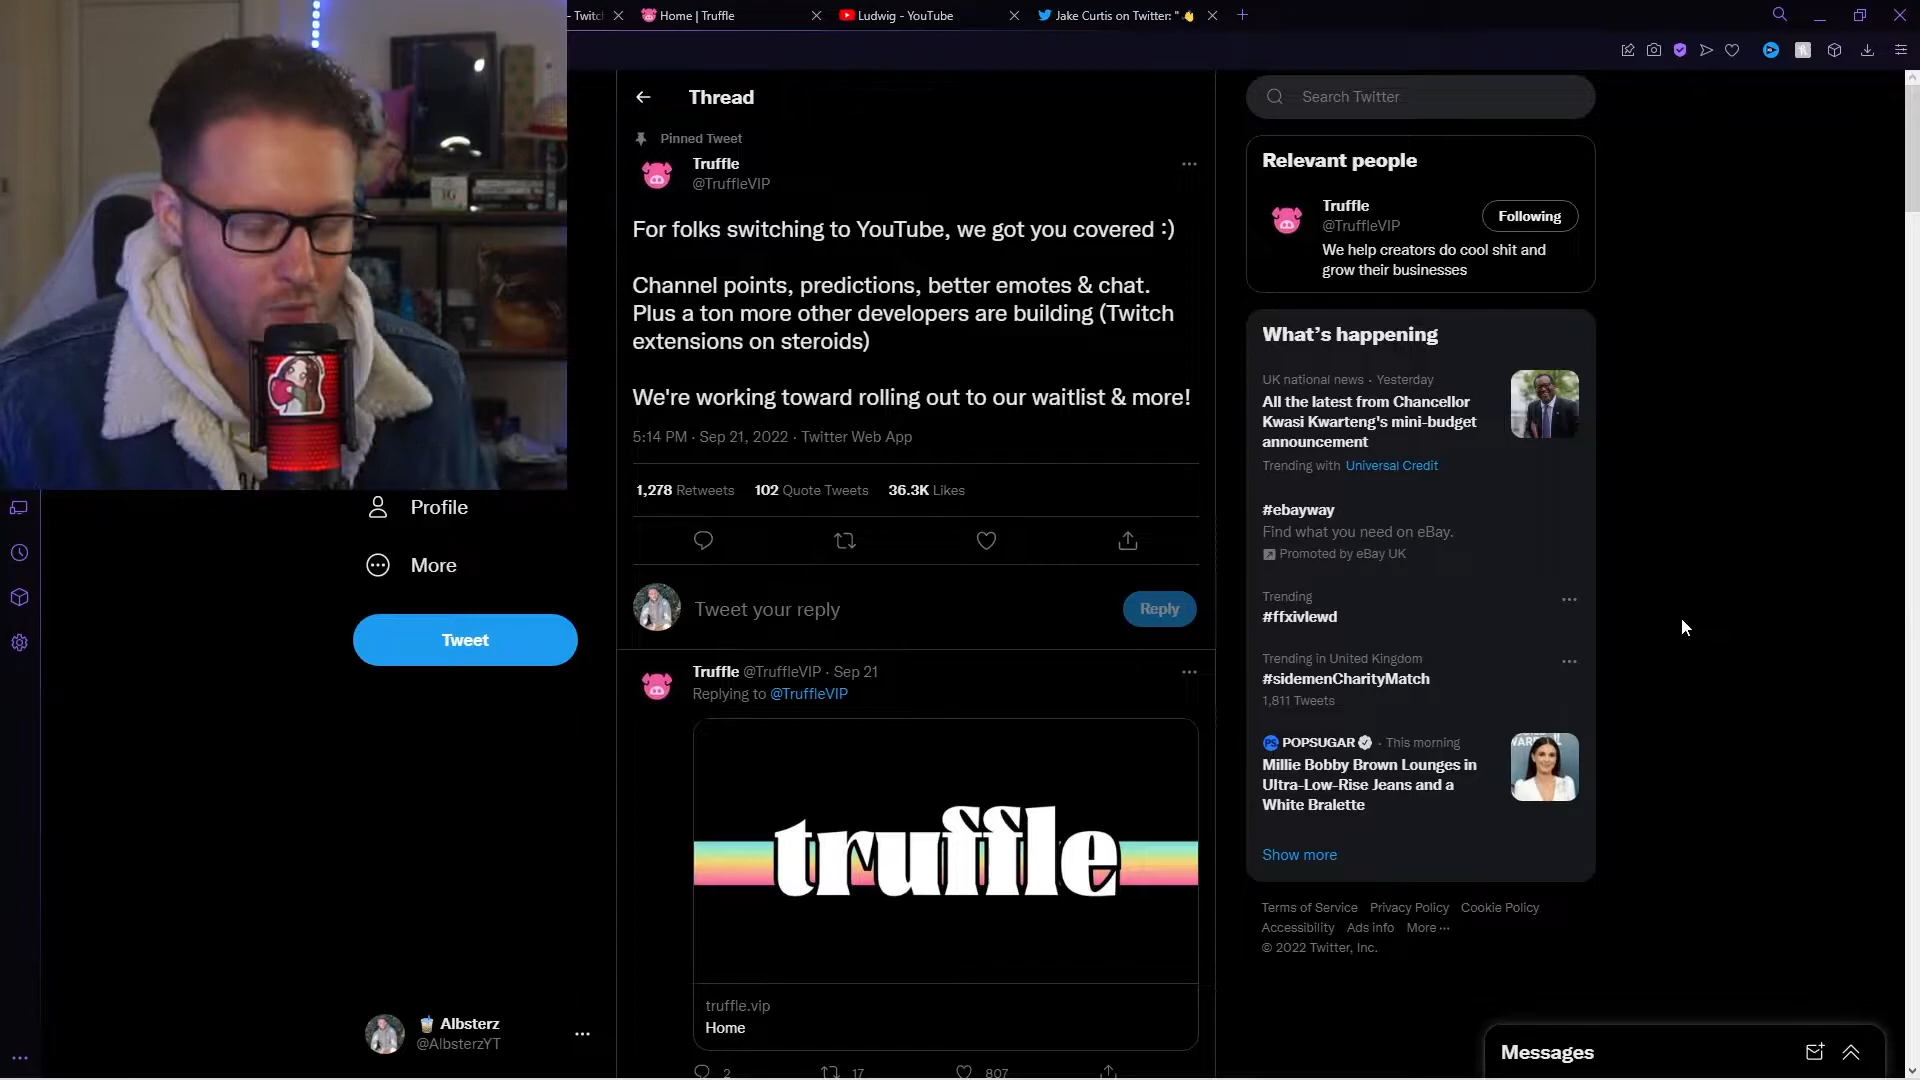 - Twitc
Home | Truffle
Ludwig - YouTube
Jake Curtis on Twitter: "👋
Thread
Search Twitter
Pinned Tweet
Truffle
@TruffleVIP
For folks switching to YouTube, we got you covered :)
Channel points, predictions, better emotes & chat.
Plus a ton more other developers are building (Twitch
extensions on steroids)
We're working toward rolling out to our waitlist & more!
5:14 PM · Sep 21, 2022 · Twitter Web App
1,278 Retweets 102 Quote Tweets 36.3K Likes
Tweet your reply
Reply
Truffle @TruffleVIP · Sep 21
Replying to @TruffleVIP
truffle
truffle.vip
Home
2 17 807
Profile
More
Tweet
🧋 Albsterz
@AlbsterzYT
Relevant people
Truffle
@TruffleVIP
Following
We help creators do cool shit and
grow their businesses
What's happening
UK national news · Yesterday
All the latest from Chancellor
Kwasi Kwarteng's mini-budget
announcement
Trending with Universal Credit
#ebayway
Find what you need on eBay.
Promoted by eBay UK
Trending
#ffxivlewd
Trending in United Kingdom
#sidemenCharityMatch
1,811 Tweets
POPSUGAR · This morning
Millie Bobby Brown Lounges in
Ultra-Low-Rise Jeans and a
White Bralette
Show more
Terms of Service Privacy Policy Cookie Policy
Accessibility Ads info More ···
© 2022 Twitter, Inc.
Messages